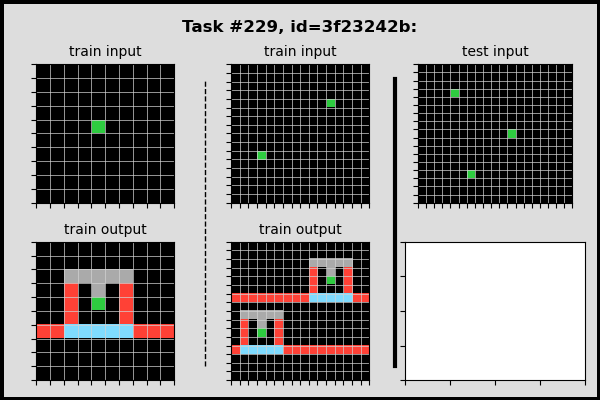 Task #229, id=3f23242b:
train input
train input
test input
train output
train output